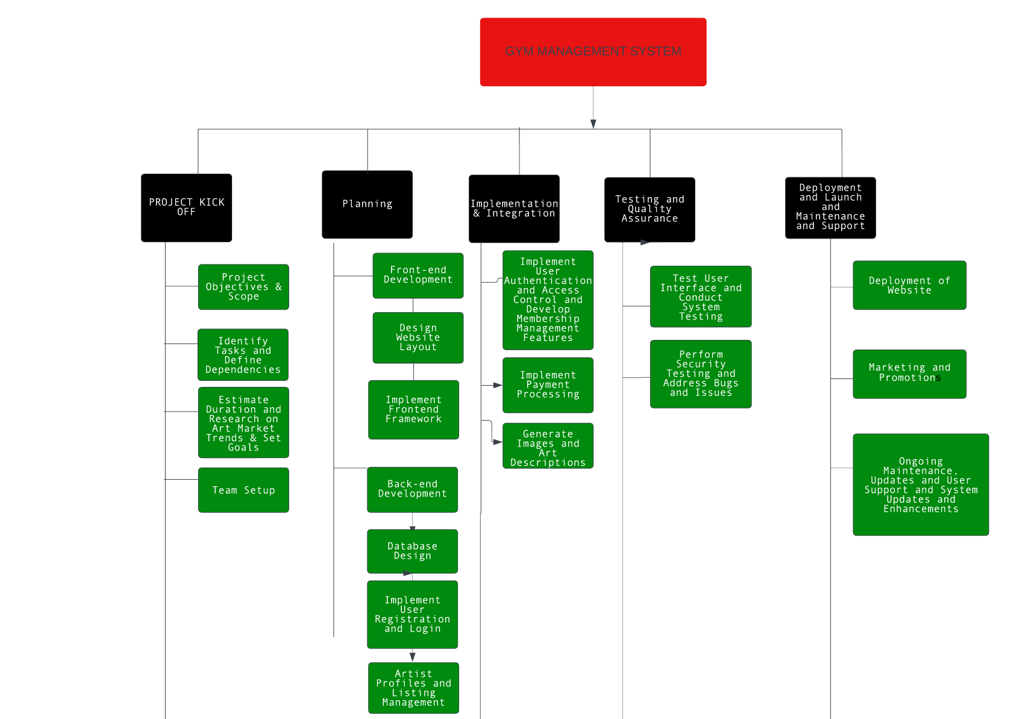 GYM MANAGEMENT SYSTEM
PROJECT KICK
OFF
Planning
Implementation
& Integration
Testing and
Quality
Assurance
Deployment
and Launch
and
Maintenance
and Support
Project
Objectives &
Scope
Identify
Tasks and
Define
Dependencies
Estimate
Duration and
Research on
Art Market
Trends & Set
Goals
Team Setup
Front-end
Development
Design
Website
Layout
Implement
Frontend
Framework
Back-end
Development
Database
Design
Implement
User
Registration
and Login
Artist
Profiles and
Listing
Management
Implement
User
Authentication
and Access
Control and
Develop
Membership
Management
Features
Implement
Payment
Processing
Generate
Images and
Art
Descriptions
Test User
Interface and
Conduct
System
Testing
Perform
Security
Testing and
Address Bugs
and Issues
Deployment of
Website
Marketing and
Promotions
Ongoing
Maintenance,
Updates and User
Support and System
Updates and
Enhancements